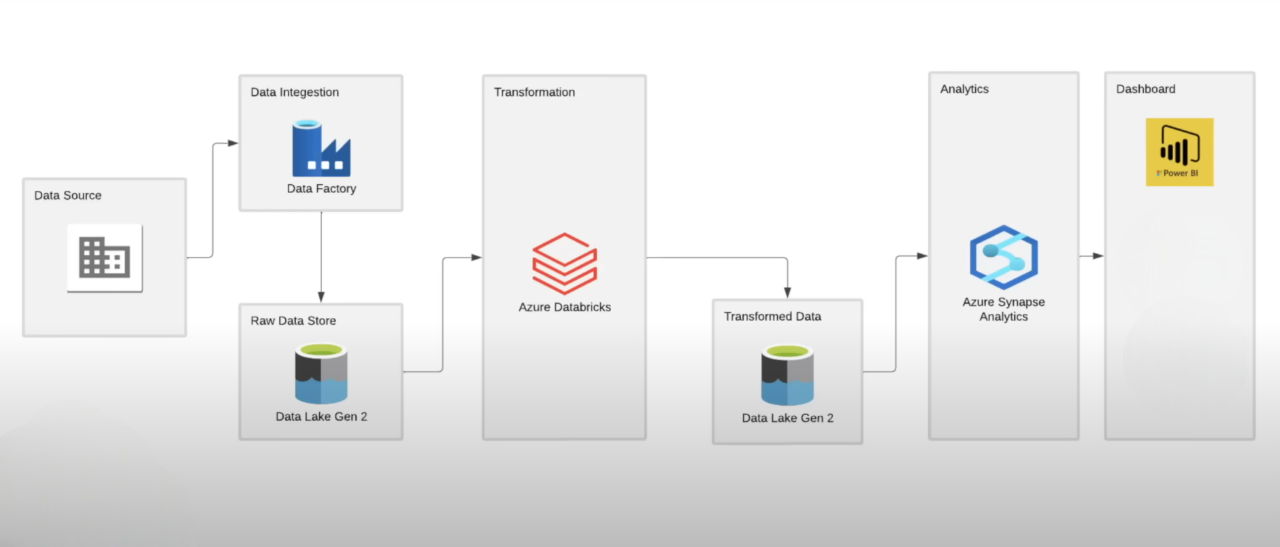 Data Source
Data Integestion
Data Factory
Raw Data Store
Data Lake Gen 2
Transformation
Azure Databricks
Transformed Data
Data Lake Gen 2
Analytics
Azure Synapse
Analytics
Dashboard
Power BI